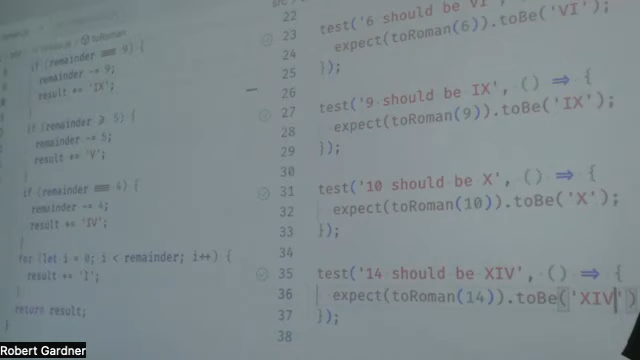 toRoman
if (remainder === 9) {
remainder -= 9;
result += 'IX';
}
if (remainder >= 5) {
remainder -= 5;
result += 'V';
}
if (remainder === 4) {
remainder -= 4;
result += 'IV';
}
for (let i = 0; i < remainder; i++) {
result += 'I';
}
return result;
}
22
23 test('6 should be VI',
24 expect(toRoman(6)).toBe('VI');
25 });
26
27 test('9 should be IX', () => {
28 expect(toRoman(9)).toBe('IX');
29 });
30
31 test('10 should be X', () => {
32 expect(toRoman(10)).toBe('X');
33 });
34
35 test('14 should be XIV', () => {
36 expect(toRoman(14)).toBe('XIV')
37 });
38
Robert Gardner